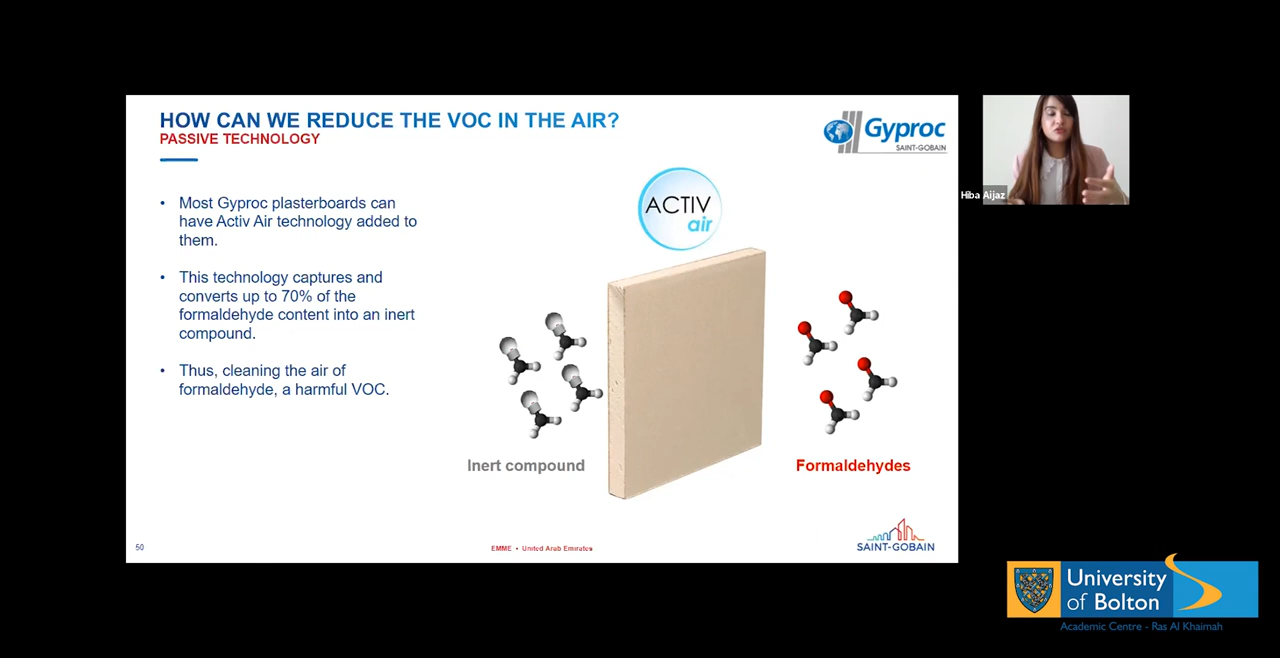 HOW CAN WE REDUCE THE VOC IN THE AIR?
PASSIVE TECHNOLOGY
Gyproc
SAINT-GOBAIN
• Most Gyproc plasterboards can
have Activ Air technology added to
them.
• This technology captures and
converts up to 70% of the
formaldehyde content into an inert
compound.
• Thus, cleaning the air of
formaldehyde, a harmful VOC.
ACTIV
air
Inert compound
Formaldehydes
50
EMME • United Arab Emirates
SAINT-GOBAIN
Hiba Aijaz
University
of Bolton
Academic Centre - Ras Al Khaimah